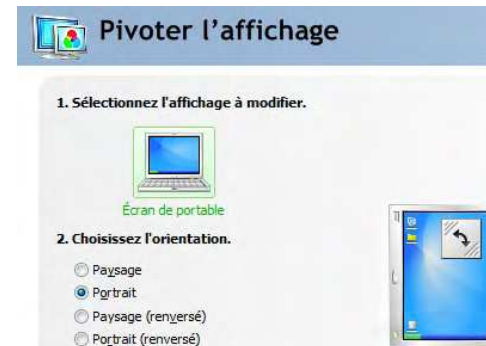 Pivoter l'affichage
1. Sélectionnez l'affichage à modifier.
Écran de portable
2. Choisissez l'orientation.
Paysage
Portrait
Paysage (renversé)
Portrait (renversé)